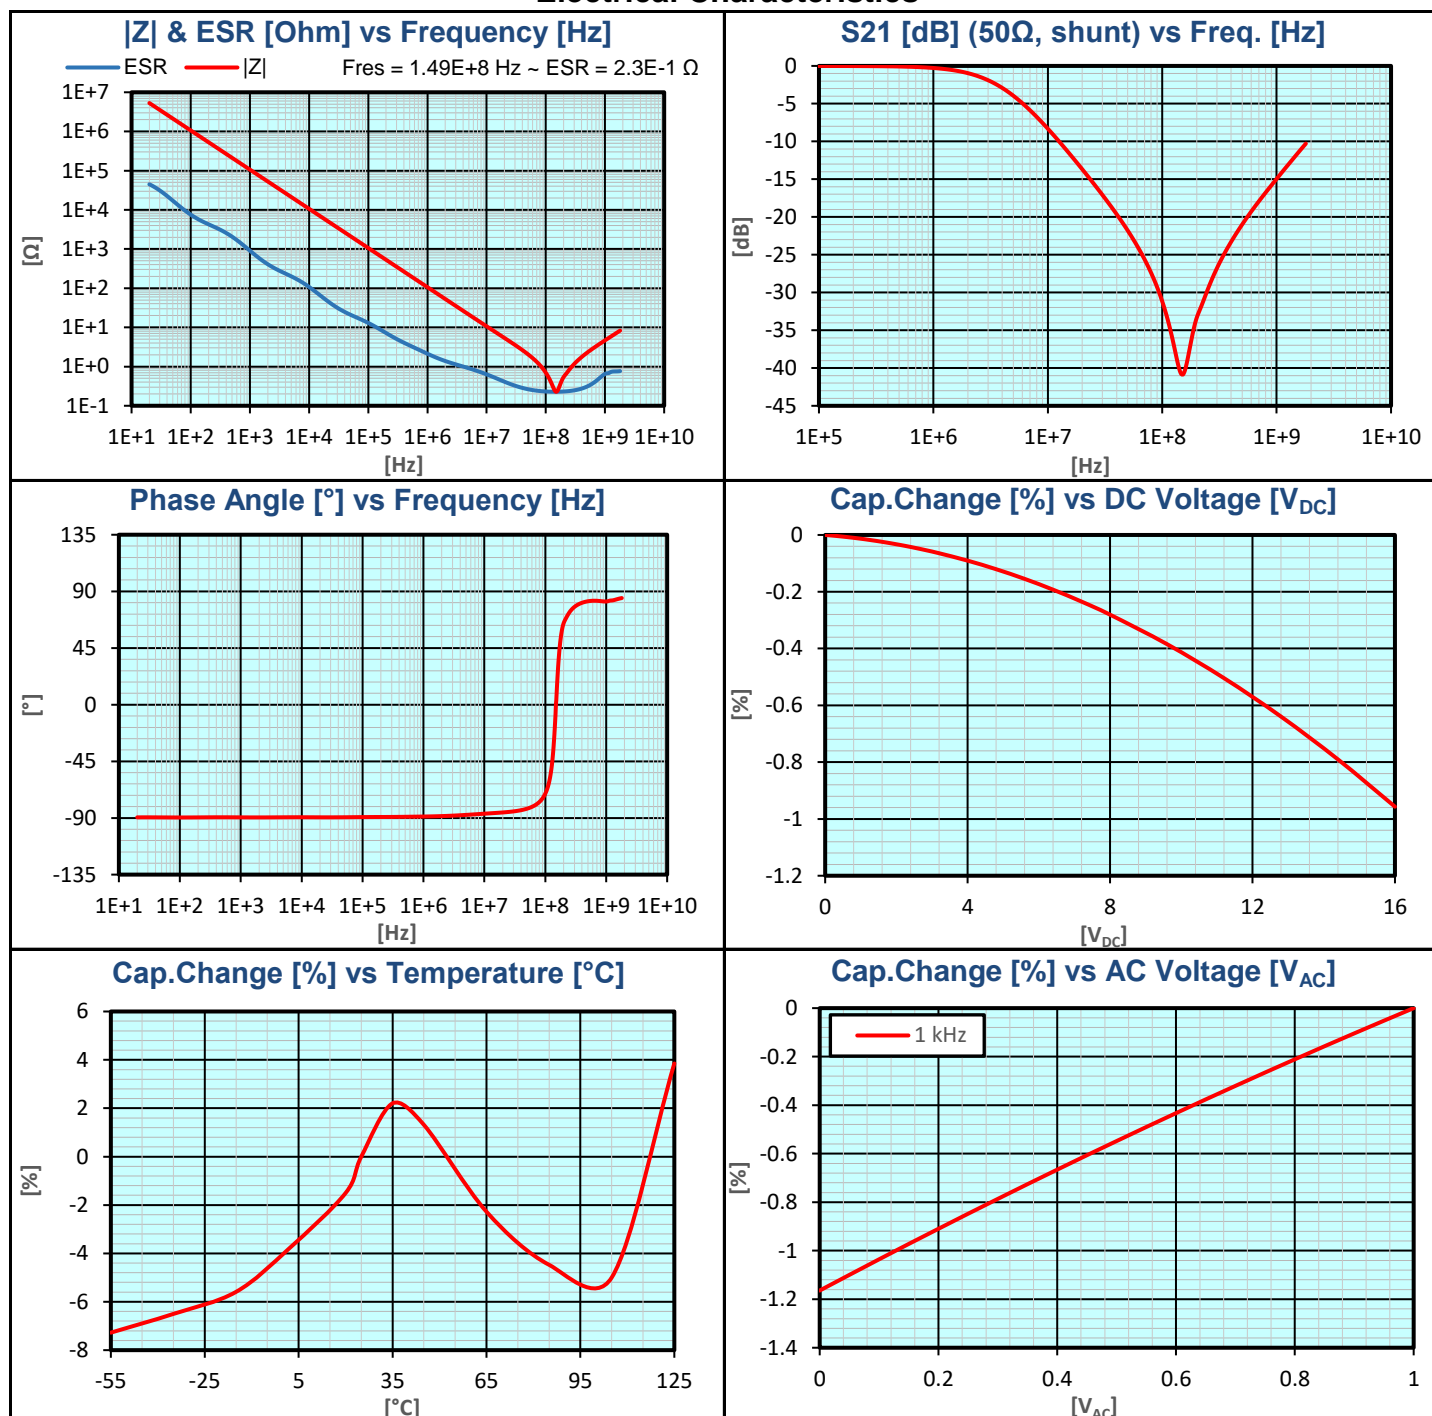 Electrical Characteristics
|Z| & ESR [Ohm] vs Frequency [Hz]
ESR |Z| Fres = 1.49E+8 Hz ~ ESR = 2.3E-1 Ω
1E+7
1E+6
1E+5
1E+4
1E+3
1E+2
1E+1
1E+0
1E-1
[Ω]
1E+1 1E+2 1E+3 1E+4 1E+5 1E+6 1E+7 1E+8 1E+9 1E+10
[Hz]
S21 [dB] (50Ω, shunt) vs Freq. [Hz]
0
-5
-10
-15
-20
-25
-30
-35
-40
-45
[dB]
1E+5 1E+6 1E+7 1E+8 1E+9 1E+10
[Hz]
Phase Angle [°] vs Frequency [Hz]
135
90
45
0
-45
-90
-135
[°]
1E+1 1E+2 1E+3 1E+4 1E+5 1E+6 1E+7 1E+8 1E+9 1E+10
[Hz]
Cap.Change [%] vs DC Voltage [VDC]
0
-0.2
-0.4
-0.6
-0.8
-1
-1.2
[%]
0 4 8 12 16
[VDC]
Cap.Change [%] vs Temperature [°C]
6
4
2
0
-2
-4
-6
-8
[%]
-55 -25 5 35 65 95 125
[°C]
Cap.Change [%] vs AC Voltage [VAC]
1 kHz
0
-0.2
-0.4
-0.6
-0.8
-1
-1.2
-1.4
[%]
0 0.2 0.4 0.6 0.8 1
[VAC]